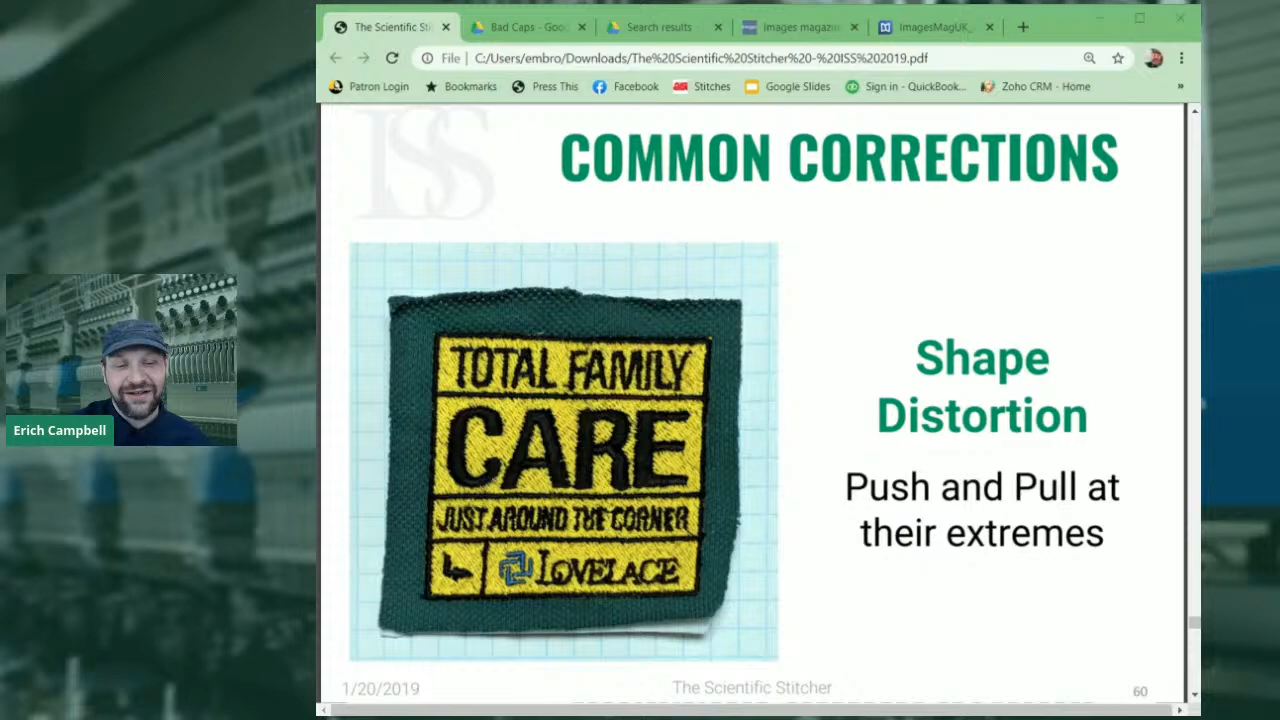 The Scientific Sti
Bad Caps - Goo
Search results -
Images magazin
ImagesMagUK_
File
C:/Users/embro/Downloads/The%20Scientific%20Stitcher%20-%20ISS%202019.pdf
Patron Login
Bookmarks
Press This
Facebook
Stitches
Google Slides
Sign in - QuickBook...
Zoho CRM - Home
»
ISS
COMMON CORRECTIONS
TOTAL FAMILY
CARE
JUST AROUND THE CORNER
LOVELACE
Shape
Distortion
Push and Pull at
their extremes
Erich Campbell
1/20/2019
The Scientific Stitcher
60